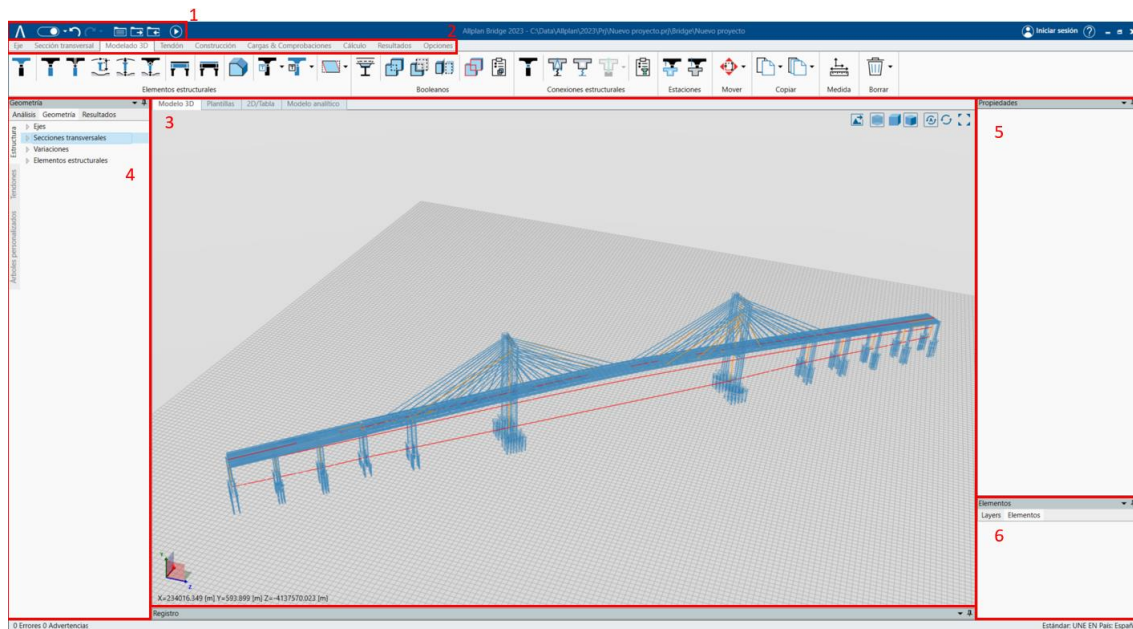 1
2
Allplan Bridge 2023 - C:\Data\Allplan\2023\Prj\Nuevo proyecto.prj\Bridge\Nuevo proyecto
Iniciar sesión
Eje Sección transversal Modelado 3D Tendón Construcción Cargas & Comprobaciones Cálculo Resultados Opciones
Elementos estructurales Booleanos Conexiones estructurales Estaciones Mover Copiar Medida Borrar
Geometría
Análisis Geometría Resultados
Estructura
Tendones
Árboles personalizados
Ejes
Secciones transversales
Variaciones
Elementos estructurales
4
Modelo 3D Plantillas 2D/Tabla Modelo analítico
3
Y
Z
X=234016.349 [m] Y=593.899 [m] Z=-4137570.023 [m]
Registro
Propiedades
5
Elementos
Layers Elementos
6
0 Errores 0 Advertencias
Estándar: UNE EN País: Españ